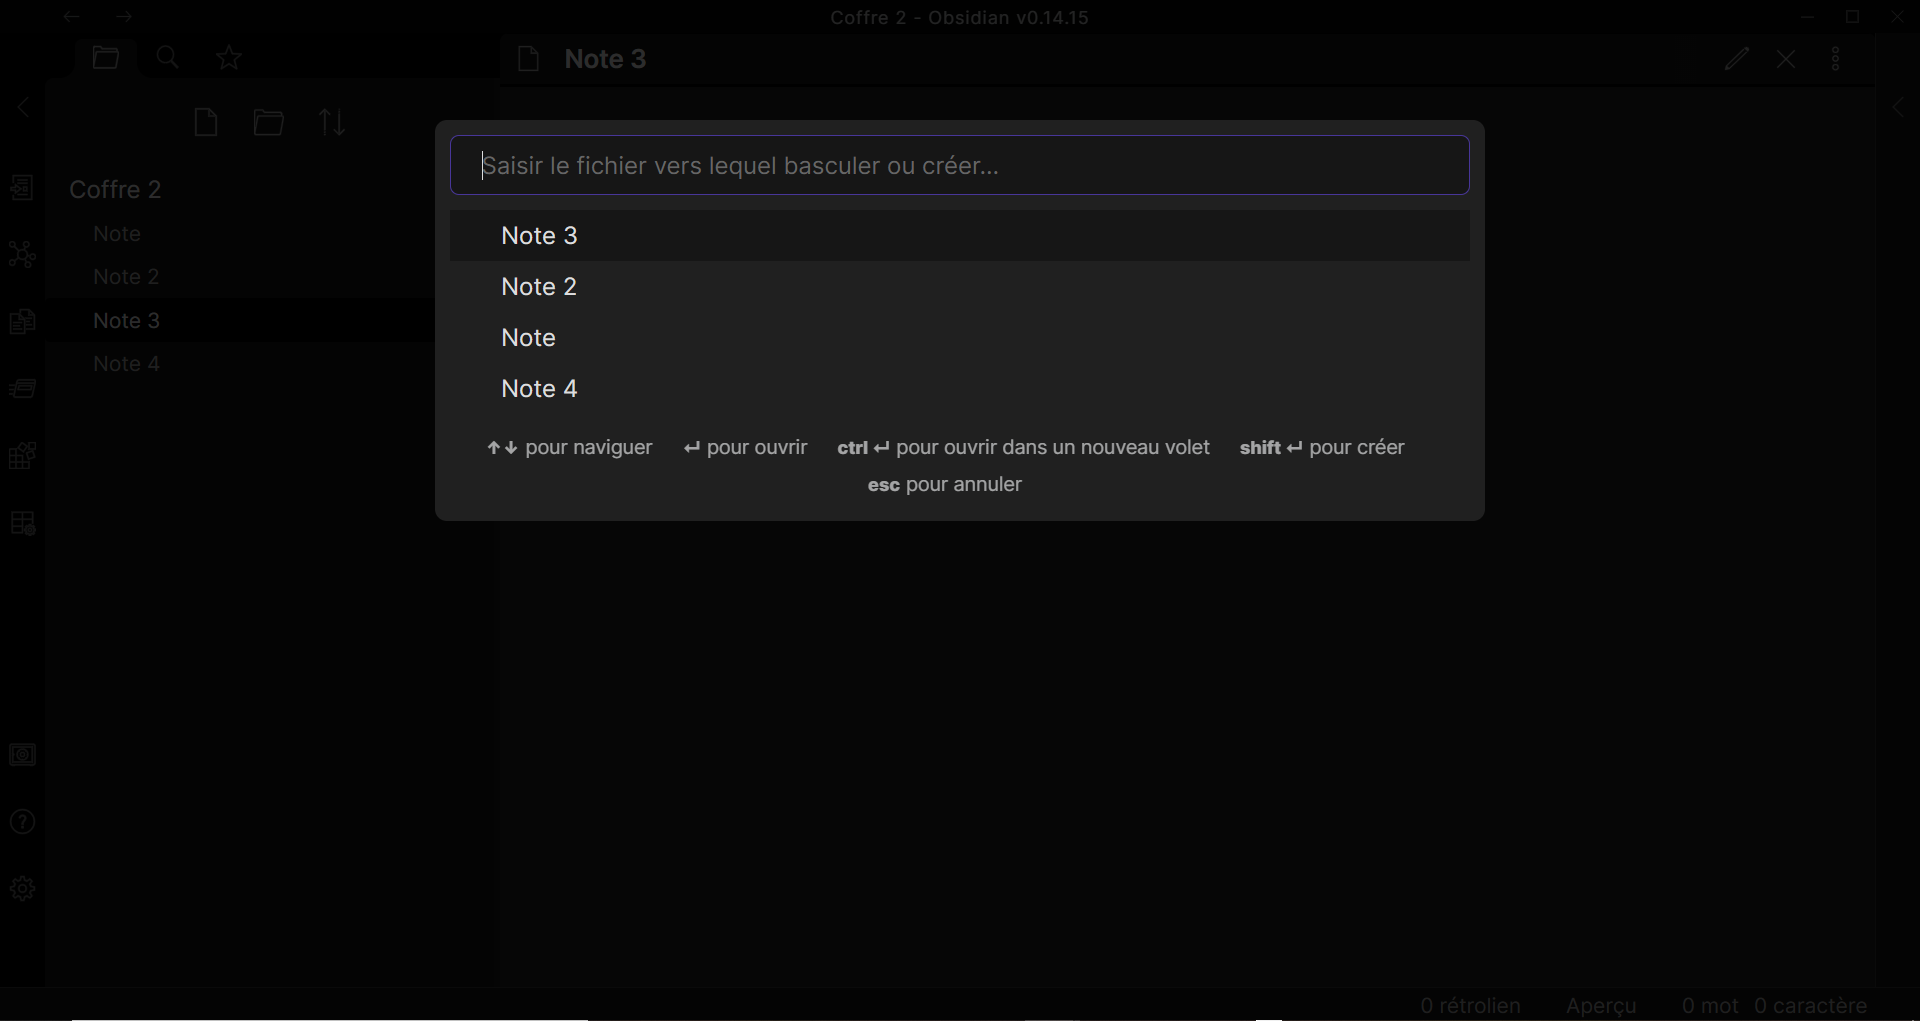 Coffre 2 - Obsidian v0.14.15
Note 3
Coffre 2
Note
Note 2
Note 3
Note 4
Saisir le fichier vers lequel basculer ou créer...
Note 3
Note 2
Note
Note 4
↑↓ pour naviguer ↵ pour ouvrir ctrl ↵ pour ouvrir dans un nouveau volet shift ↵ pour créer
esc pour annuler
0 rétrolien Aperçu 0 mot 0 caractère